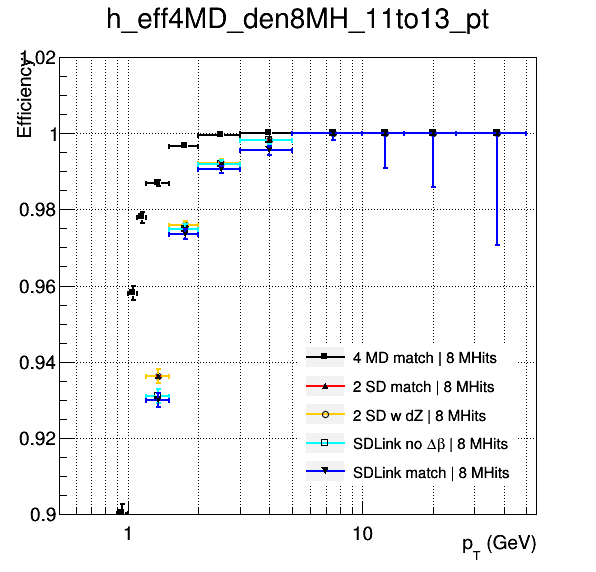 h_eff4MD_den8MH_11to13_pt
Efficiency
1.02
1
0.98
0.96
0.94
0.92
0.9
4 MD match | 8 MHits
2 SD match | 8 MHits
2 SD w dZ | 8 MHits
SDLink no Δβ | 8 MHits
SDLink match | 8 MHits
1
10
p_T (GeV)